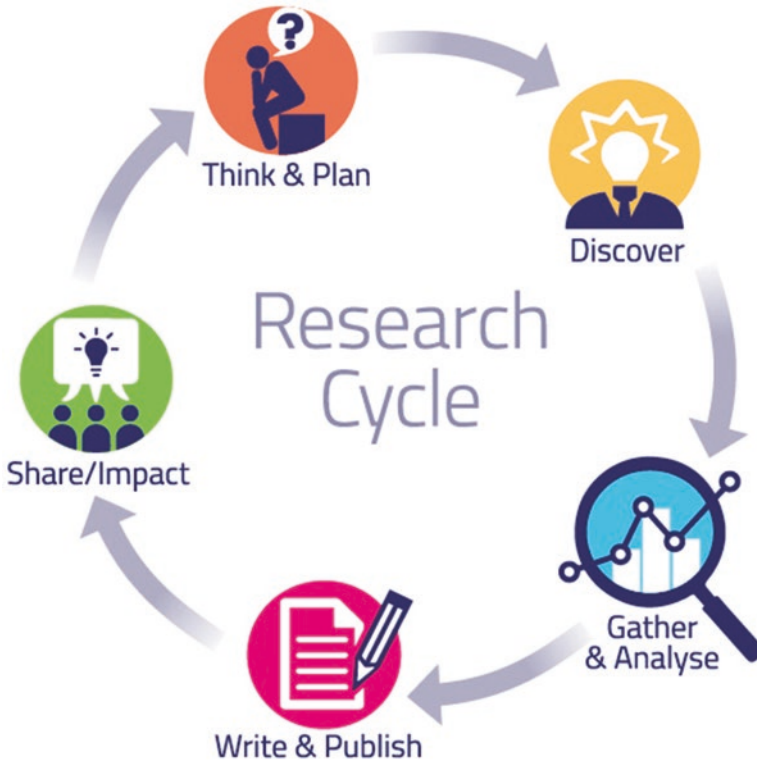 ?
Think & Plan
Discover
Research
Cycle
Share/Impact
Gather
& Analyse
Write & Publish